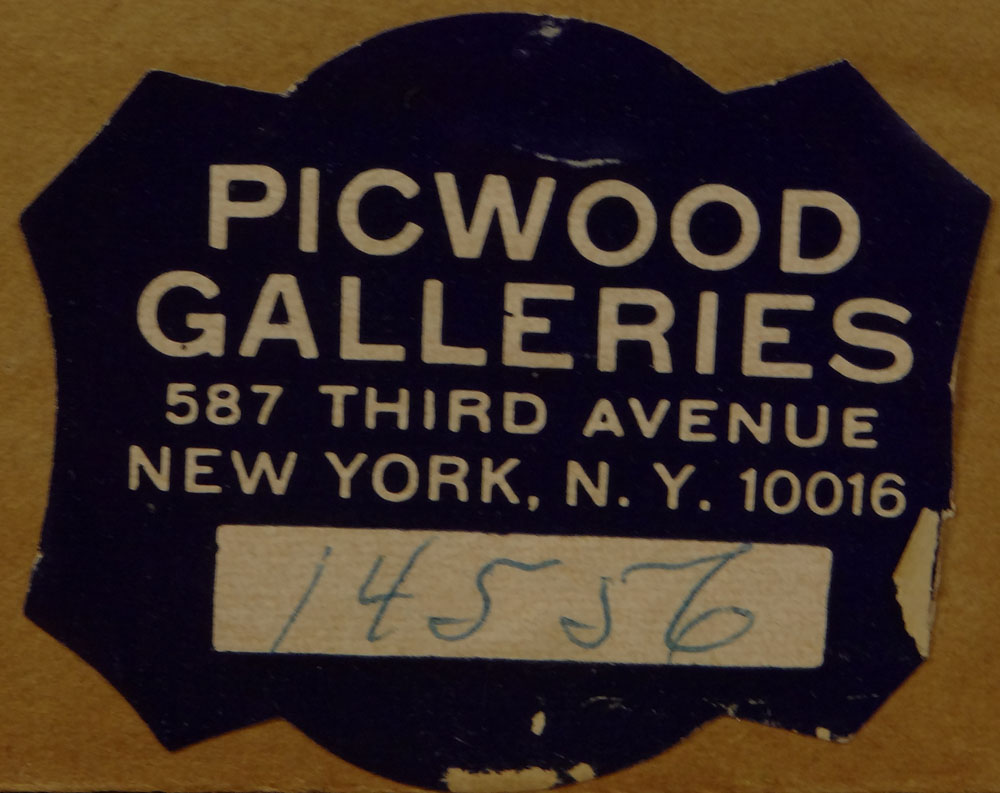 PICWOOD
GALLERIES
587 THIRD AVENUE
NEW YORK, N. Y. 10016
14556